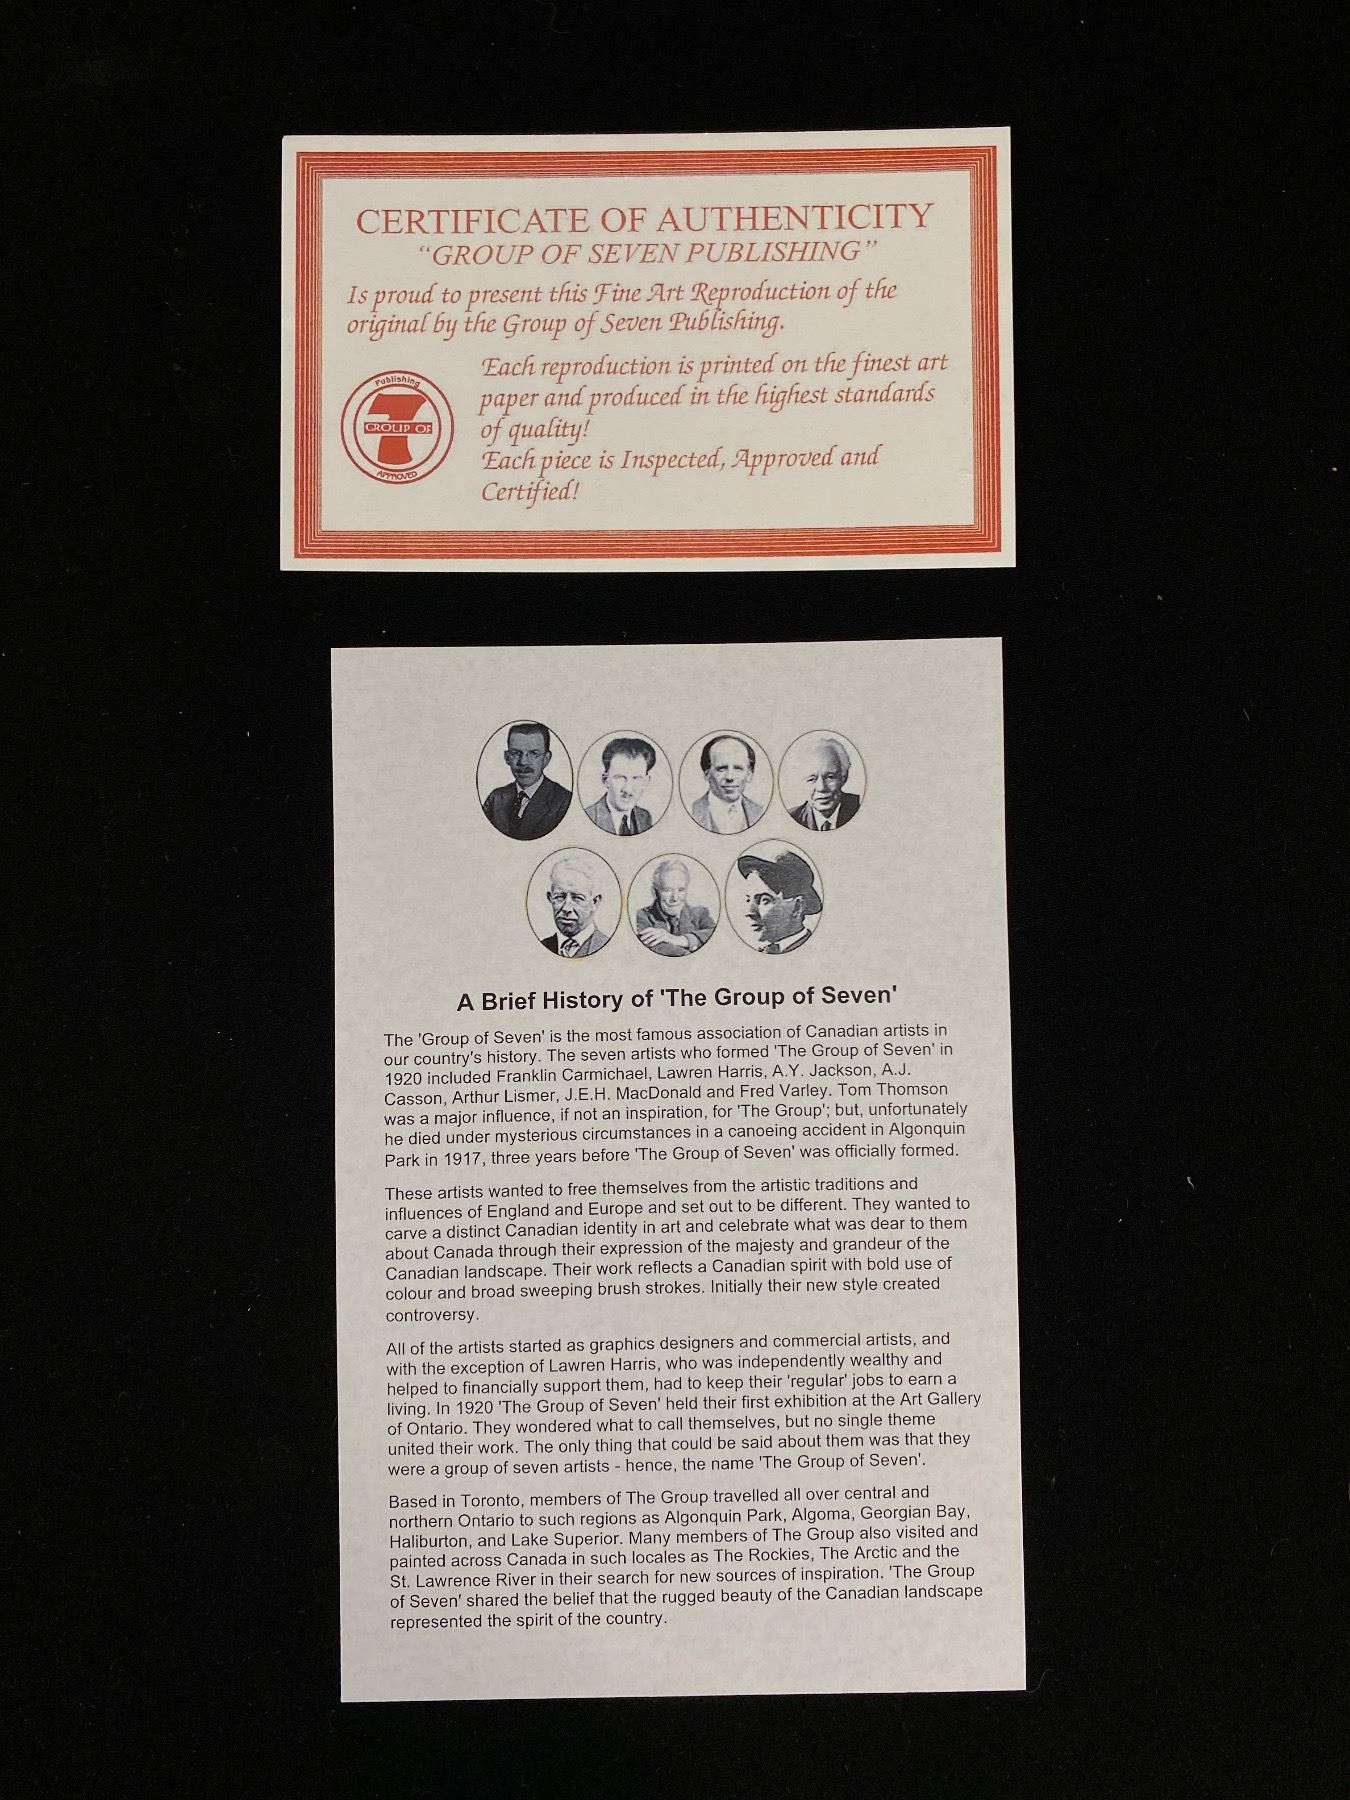 CERTIFICATE OF AUTHENTICITY
"GROUP OF SEVEN PUBLISHING"
Is proud to present this Fine Art Reproduction of the
original by the Group of Seven Publishing.
Publishing
7
GROUP OF
APPROVED
Each reproduction is printed on the finest art
paper and produced in the highest standards
of quality!
Each piece is Inspected, Approved and
Certified!
A Brief History of 'The Group of Seven'
The 'Group of Seven' is the most famous association of Canadian artists in
our country's history. The seven artists who formed 'The Group of Seven' in
1920 included Franklin Carmichael, Lawren Harris, A.Y. Jackson, A.J.
Casson, Arthur Lismer, J.E.H. MacDonald and Fred Varley. Tom Thomson
was a major influence, if not an inspiration, for 'The Group'; but, unfortunately
he died under mysterious circumstances in a canoeing accident in Algonquin
Park in 1917, three years before 'The Group of Seven' was officially formed.
These artists wanted to free themselves from the artistic traditions and
influences of England and Europe and set out to be different. They wanted to
carve a distinct Canadian identity in art and celebrate what was dear to them
about Canada through their expression of the majesty and grandeur of the
Canadian landscape. Their work reflects a Canadian spirit with bold use of
colour and broad sweeping brush strokes. Initially their new style created
controversy.
All of the artists started as graphics designers and commercial artists, and
with the exception of Lawren Harris, who was independently wealthy and
helped to financially support them, had to keep their 'regular' jobs to earn a
living. In 1920 'The Group of Seven' held their first exhibition at the Art Gallery
of Ontario. They wondered what to call themselves, but no single theme
united their work. The only thing that could be said about them was that they
were a group of seven artists - hence, the name 'The Group of Seven'.
Based in Toronto, members of The Group travelled all over central and
northern Ontario to such regions as Algonquin Park, Algoma, Georgian Bay,
Haliburton, and Lake Superior. Many members of The Group also visited and
painted across Canada in such locales as The Rockies, The Arctic and the
St. Lawrence River in their search for new sources of inspiration. 'The Group
of Seven' shared the belief that the rugged beauty of the Canadian landscape
represented the spirit of the country.